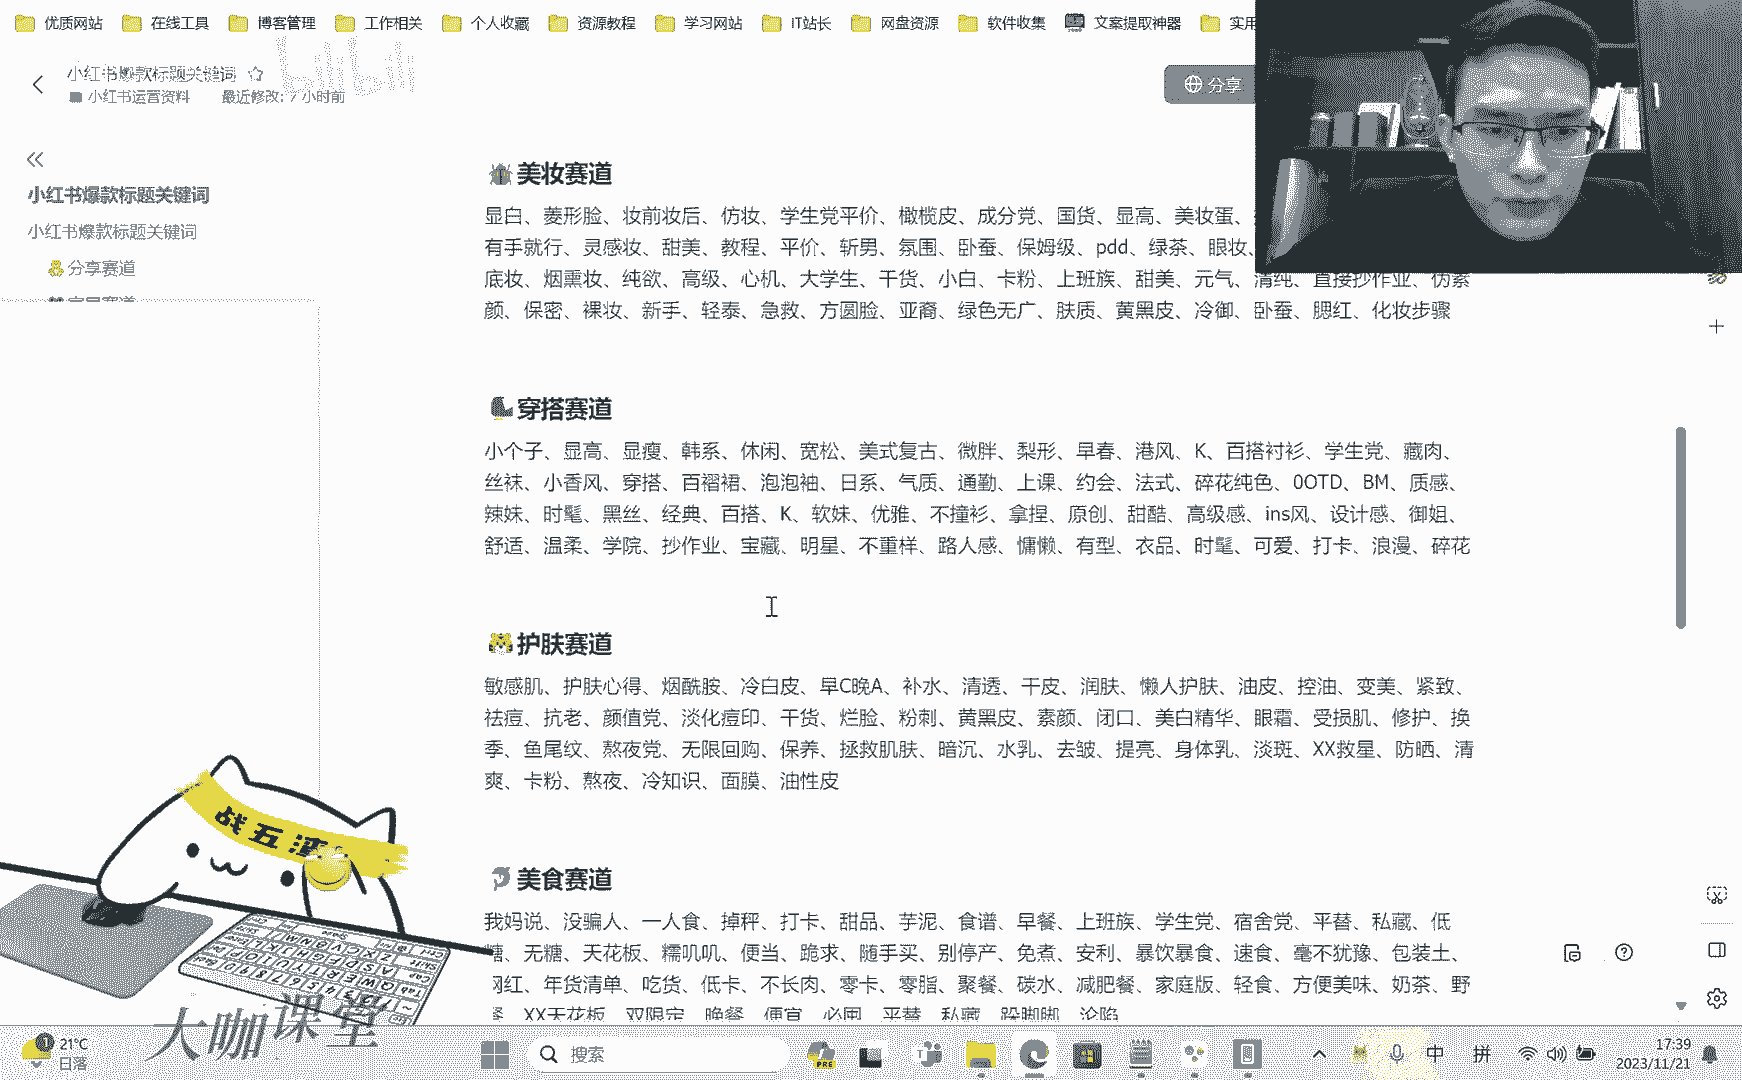 优质网站 在线工具 博客管理 工作相关 个人收藏 资源教程 学习网站 IT站长 网盘资源 软件收集 文案提取神器 实用
小红书爆款标题关键词
bilibili
小红书运营资料 最近修改: 7 小时前
分享
小红书爆款标题关键词
小红书爆款标题关键词
分享赛道
美妆赛道
显白、菱形脸、妆前妆后、仿妆、学生党平价、橄榄皮、成分党、国货、显高、美妆蛋、
有手就行、灵感妆、甜美、教程、平价、斩男、氛围、卧蚕、保姆级、pdd、绿茶、眼妆、
底妆、烟熏妆、纯欲、高级、心机、大学生、干货、小白、卡粉、上班族、甜美、元气、清纯、直接抄作业、伪素
颜、保密、裸妆、新手、轻泰、急救、方圆脸、亚裔、绿色无广、肤质、黄黑皮、冷御、卧蚕、腮红、化妆步骤
穿搭赛道
小个子、显高、显瘦、韩系、休闲、宽松、美式复古、微胖、梨形、早春、港风、K、百搭衬衫、学生党、藏肉、
丝袜、小香风、穿搭、百褶裙、泡泡袖、日系、气质、通勤、上课、约会、法式、碎花纯色、0OTD、BM、质感、
辣妹、时髦、黑丝、经典、百搭、K、软妹、优雅、不撞衫、拿捏、原创、甜酷、高级感、ins风、设计感、御姐、
舒适、温柔、学院、抄作业、宝藏、明星、不重样、路人感、慵懒、有型、衣品、时髦、可爱、打卡、浪漫、碎花
护肤赛道
敏感肌、护肤心得、烟酰胺、冷白皮、早C晚A、补水、清透、干皮、润肤、懒人护肤、油皮、控油、变美、紧致、
祛痘、抗老、颜值党、淡化痘印、干货、烂脸、粉刺、黄黑皮、素颜、闭口、美白精华、眼霜、受损肌、修护、换
季、鱼尾纹、熬夜党、无限回购、保养、拯救肌肤、暗沉、水乳、去皱、提亮、身体乳、淡斑、XX救星、防晒、清
爽、卡粉、熬夜、冷知识、面膜、油性皮
美食赛道
我妈说、没骗人、一人食、掉秤、打卡、甜品、芋泥、食谱、早餐、上班族、学生党、宿舍党、平替、私藏、低
糖、无糖、天花板、糯叽叽、便当、跪求、随手买、别停产、免煮、安利、暴饮暴食、速食、毫不犹豫、包装土、
网红、年货清单、吃货、低卡、不长肉、零卡、零脂、聚餐、碳水、减肥餐、家庭版、轻食、方便美味、奶茶、野
餐、XX天花板、双限定、晚餐、便宜、必囤、平替、私藏、跺脚脚、沦陷
战五渣
大咖课堂
21°C
日落
搜索
PRE
中
拼
17:39
2023/11/21